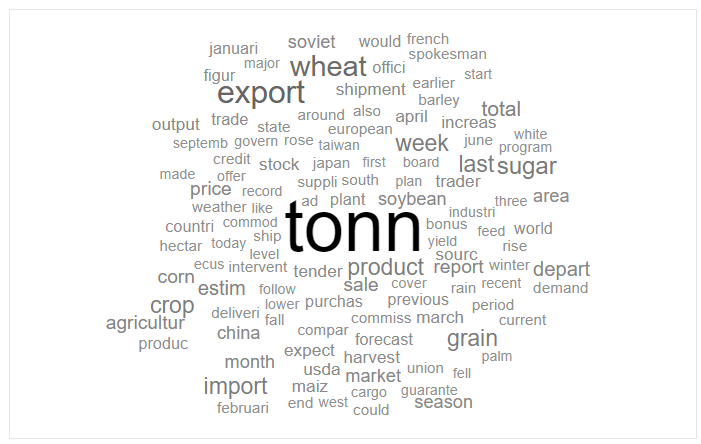 soviet would french
januari spokesman
major wheat offici
figur start
export shipment earlier
barley
output trade around also april total
state european increas
septemb govern rose taiwan week june white
program
credit stock japan first board last sugar
made offer
price record suppli south plan trader
weather like ad plant soybean three area
industri
countri commod tonn bonus feed world
hectar today ship yield rise
level sourc
ecus intervent tender product report winter depart
corn sale cover rain recent demand
estim follow
crop lower purchas previous period
deliveri
agricultur fall commiss march current
china compar
produc forecast grain
expect harvest palm
month usda union
market fell
import maiz cargo guarante
februari end west could season